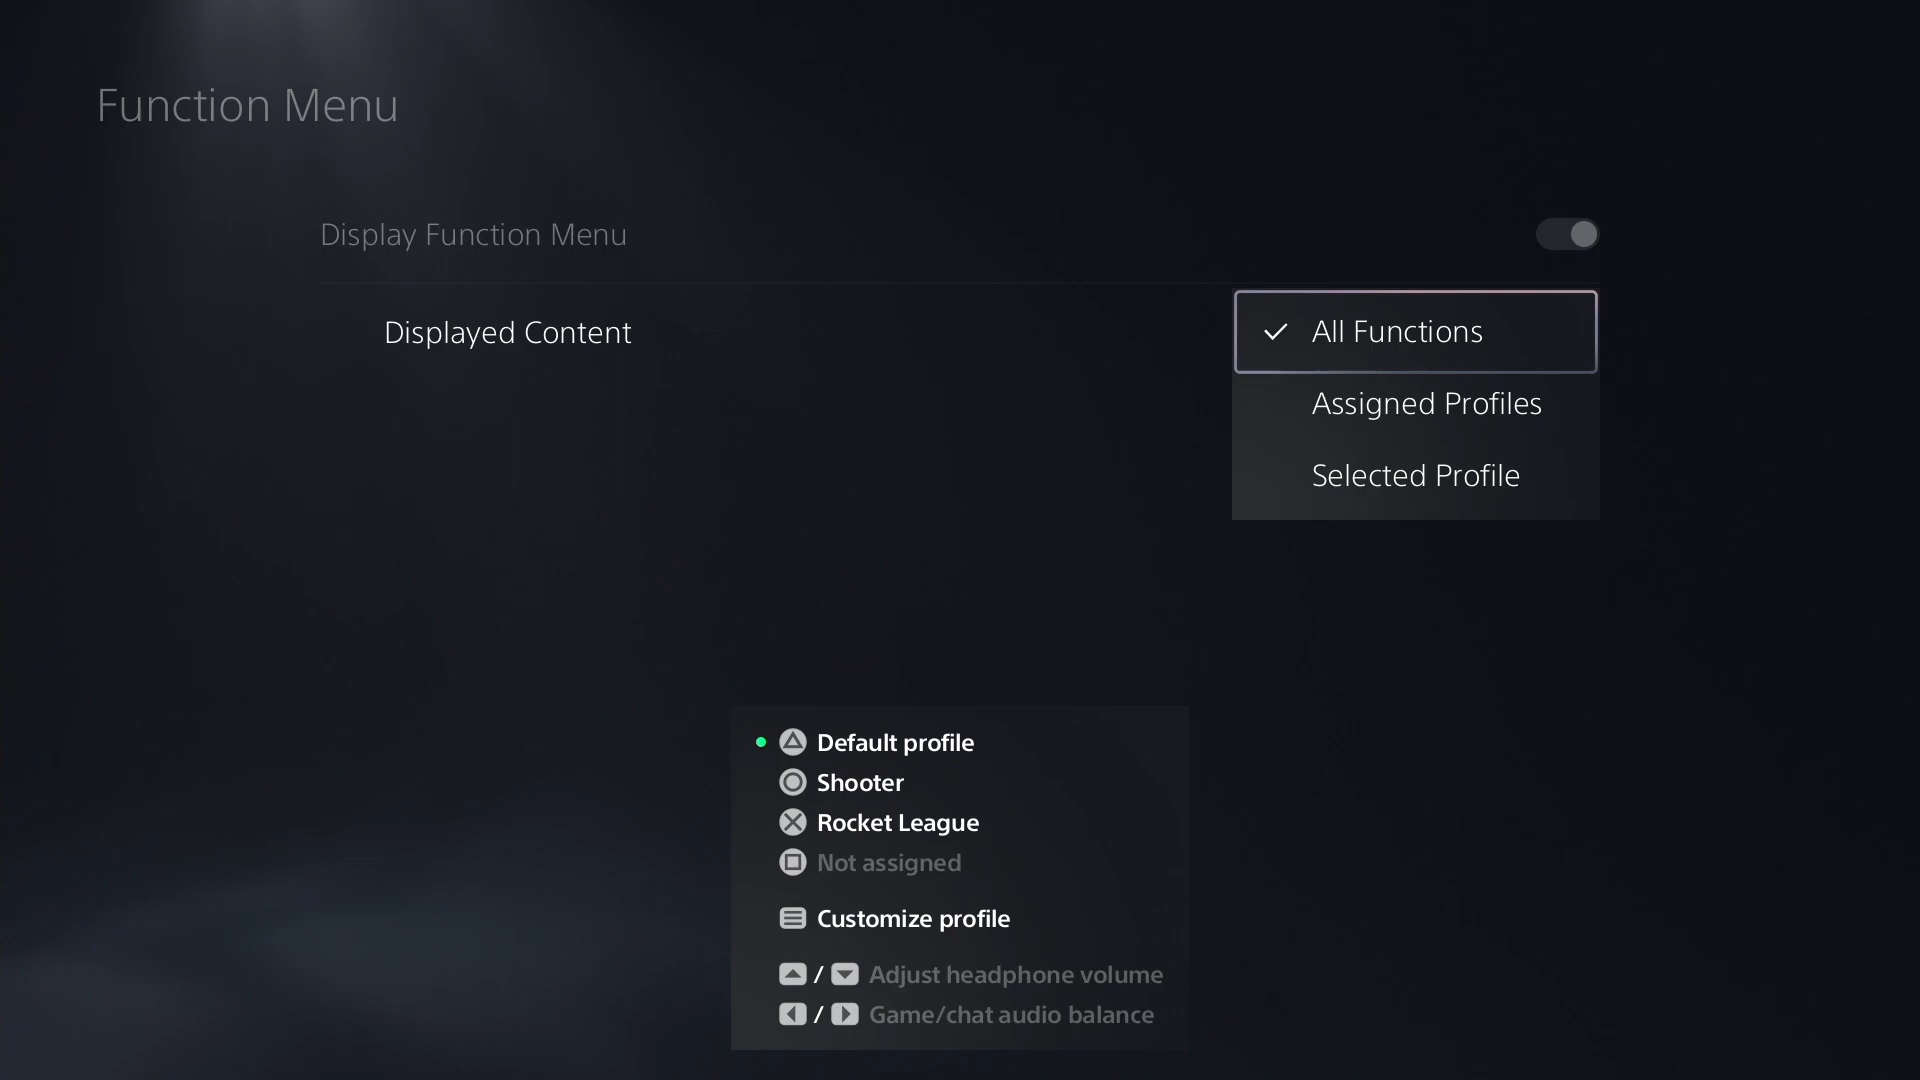 Function Menu
Display Function Menu
Displayed Content
All Functions
Assigned Profiles
Selected Profile
Default profile
Shooter
Rocket League
Not assigned
Customize profile
/ Adjust headphone volume
/ Game/chat audio balance